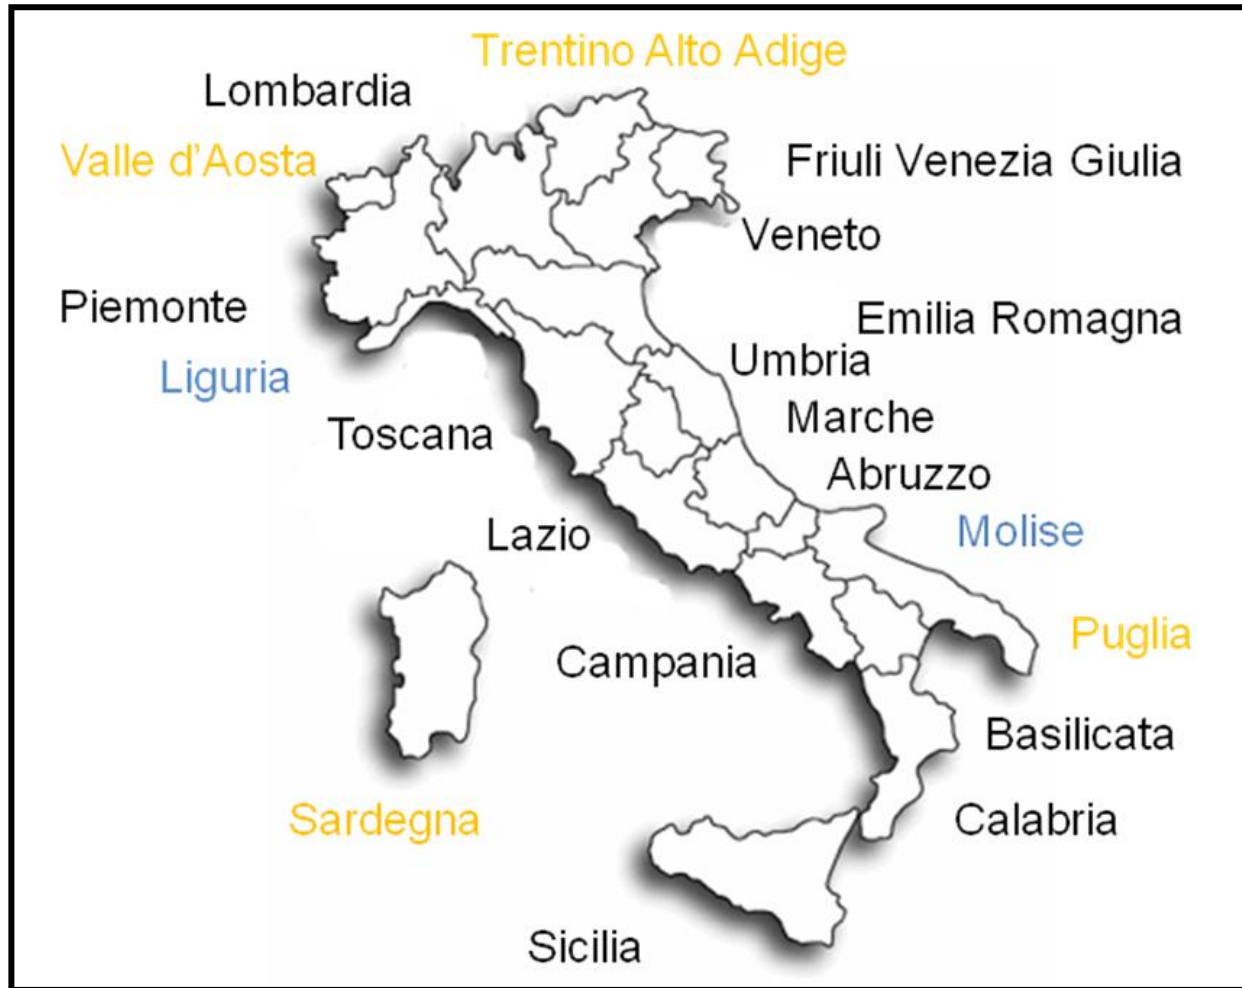 Trentino Alto Adige
Lombardia
Valle d'Aosta
Friuli Venezia Giulia
Veneto
Piemonte
Emilia Romagna
Umbria
Liguria
Marche
Toscana
Abruzzo
Lazio
Molise
Puglia
Campania
Basilicata
Sardegna
Calabria
Sicilia